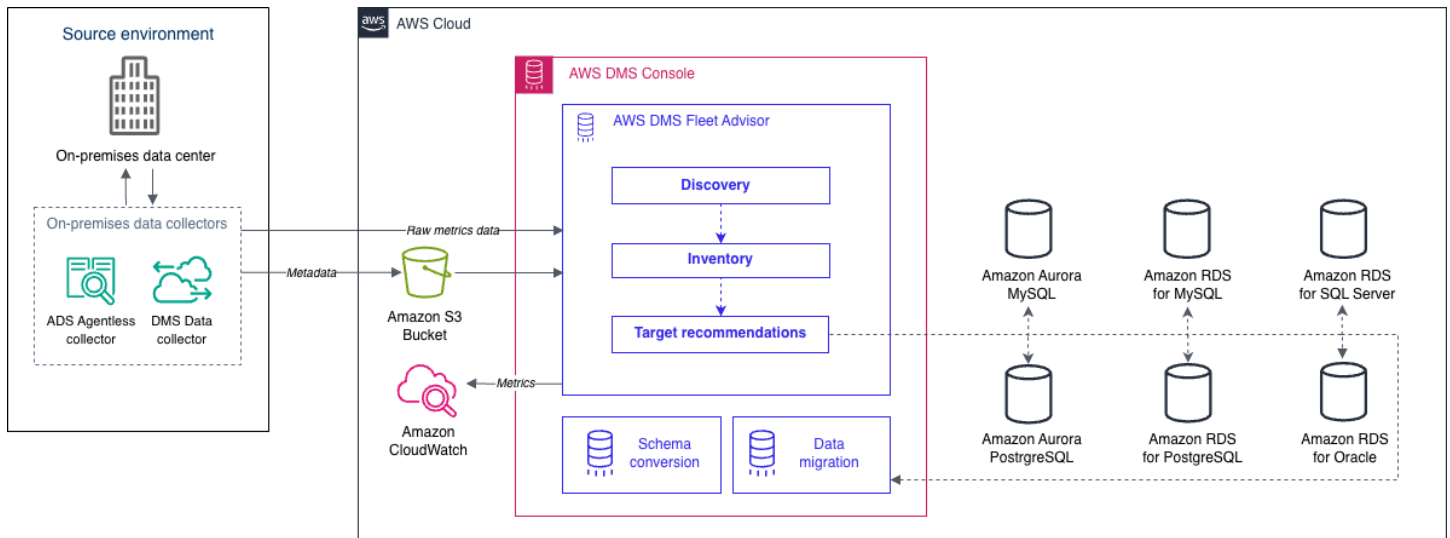 Source environment
On-premises data center
On-premises data collectors
ADS Agentless
collector
DMS Data
collector
Raw metrics data
Metadata
aws
AWS Cloud
Amazon S3
Bucket
Amazon
CloudWatch
Metrics
AWS DMS Console
AWS DMS Fleet Advisor
Discovery
Inventory
Target recommendations
Schema
conversion
Data
migration
Amazon Aurora
MySQL
Amazon RDS
for MySQL
Amazon RDS
for SQL Server
Amazon Aurora
PostrgreSQL
Amazon RDS
for PostgreSQL
Amazon RDS
for Oracle